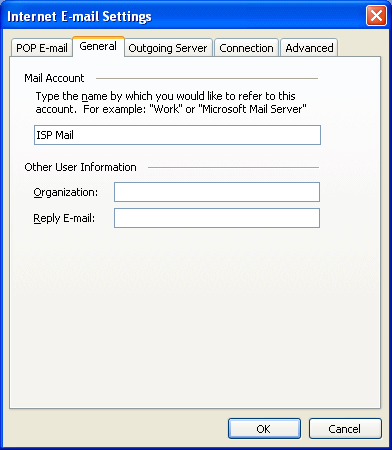 Internet E-mail Settings
POP E-mail General Outgoing Server Connection Advanced
Mail Account
Type the name by which you would like to refer to this
account. For example: "Work" or "Microsoft Mail Server"
ISP Mail
Other User Information
Organization:
Reply E-mail:
OK Cancel